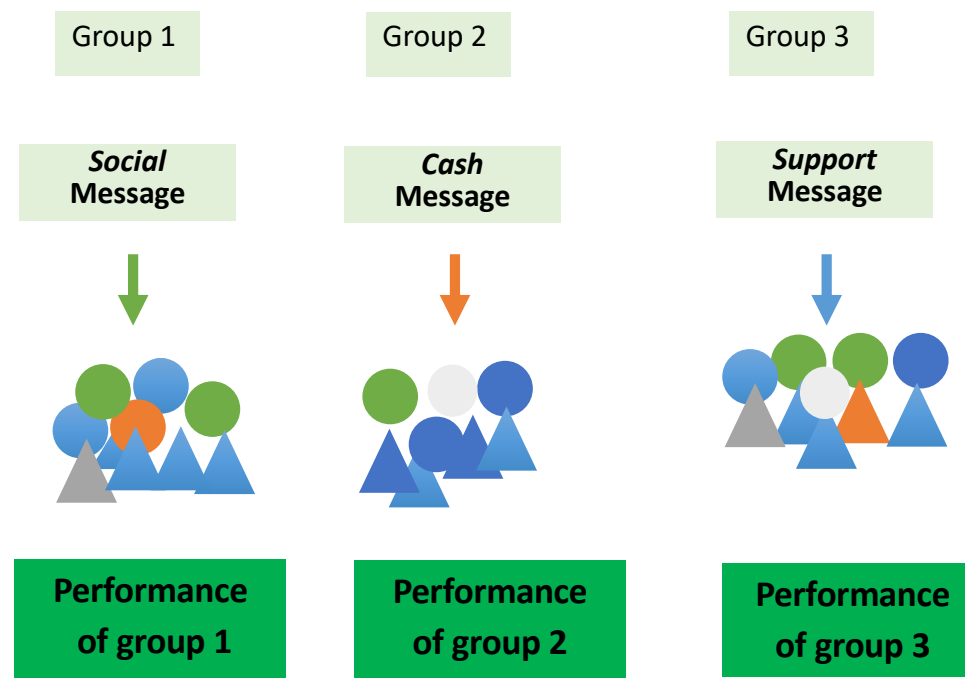 Group 1
Group 2
Group 3
Social
Message
Cash
Message
Support
Message
Performance
of group 1
Performance
of group 2
Performance
of group 3